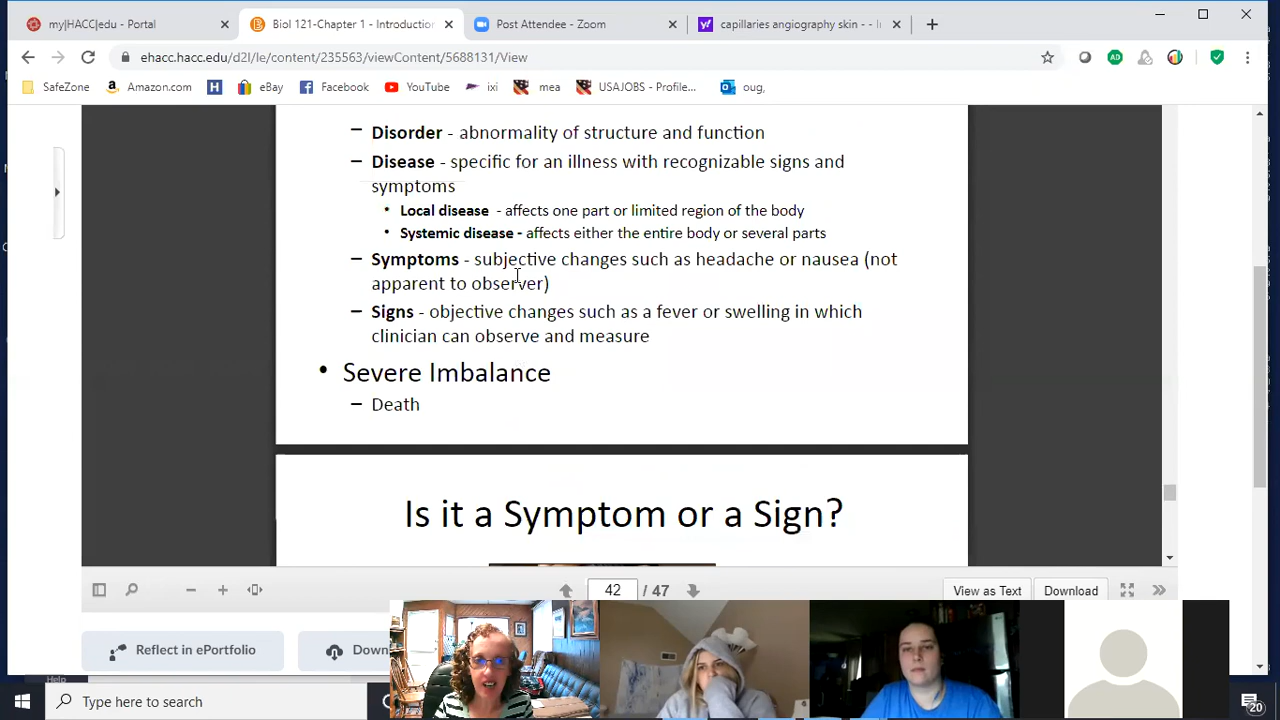 my|HACC|edu - Portal
Biol 121-Chapter 1 - Introduction
Post Attendee - Zoom
capillaries angiography skin - - I
ehacc.hacc.edu/d2l/le/content/235563/viewContent/5688131/View
SafeZone
Amazon.com
eBay
Facebook
YouTube
ixi
mea
USAJOBS - Profile...
oug,
– Disorder - abnormality of structure and function
– Disease - specific for an illness with recognizable signs and
symptoms
• Local disease - affects one part or limited region of the body
• Systemic disease - affects either the entire body or several parts
– Symptoms - subjective changes such as headache or nausea (not
apparent to observer)
– Signs - objective changes such as a fever or swelling in which
clinician can observe and measure
• Severe Imbalance
– Death
Is it a Symptom or a Sign?
42 / 47
View as Text
Download
Reflect in ePortfolio
Down
Help
Type here to search
20